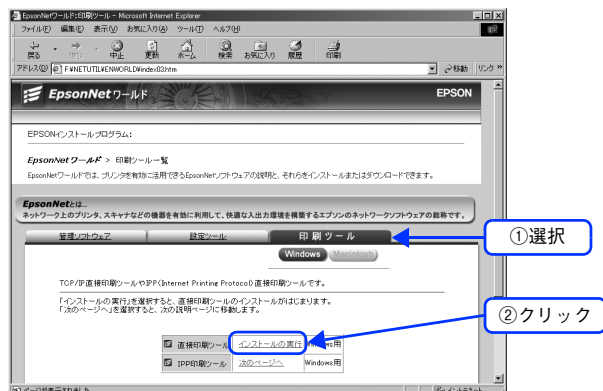 EpsonNetワールド:印刷ツール - Microsoft Internet Explorer
ファイル(F) 編集(E) 表示(V) お気に入り(A) ツール(T) ヘルプ(H)
戻る 進む 中止 更新 ホーム 検索 お気に入り 履歴 印刷
アドレス(D) F:¥NETUTIL¥ENWORLD¥index03.htm 移動 リンク »
EpsonNet ワールド EPSON
EPSONインストールプログラム:
EpsonNet ワールド > 印刷ツール一覧
EpsonNetワールドでは、プリンタを有効に活用できるEpsonNetソフトウェアの説明と、それらをインストールまたはダウンロードできます。
EpsonNetとは...
ネットワーク上のプリンタ、スキャナなどの機器を有効に利用して、快適な入出力環境を構築するエプソンのネットワークソフトウェアの総称です。
管理ソフトウェア 設定ツール 印刷ツール
①選択
Windows Macintosh
TCP/IP直接印刷ツールやIPP(Internet Printing Protocol)直接印刷ツールです。
「インストールの実行」を選択すると、直接印刷ツールのインストールがはじまります。
「次のページへ」を選択すると、次の説明ページに移動します。
②クリック
直接印刷ツール インストールの実行 Windows用
IPP印刷ツール 次のページへ Windows用